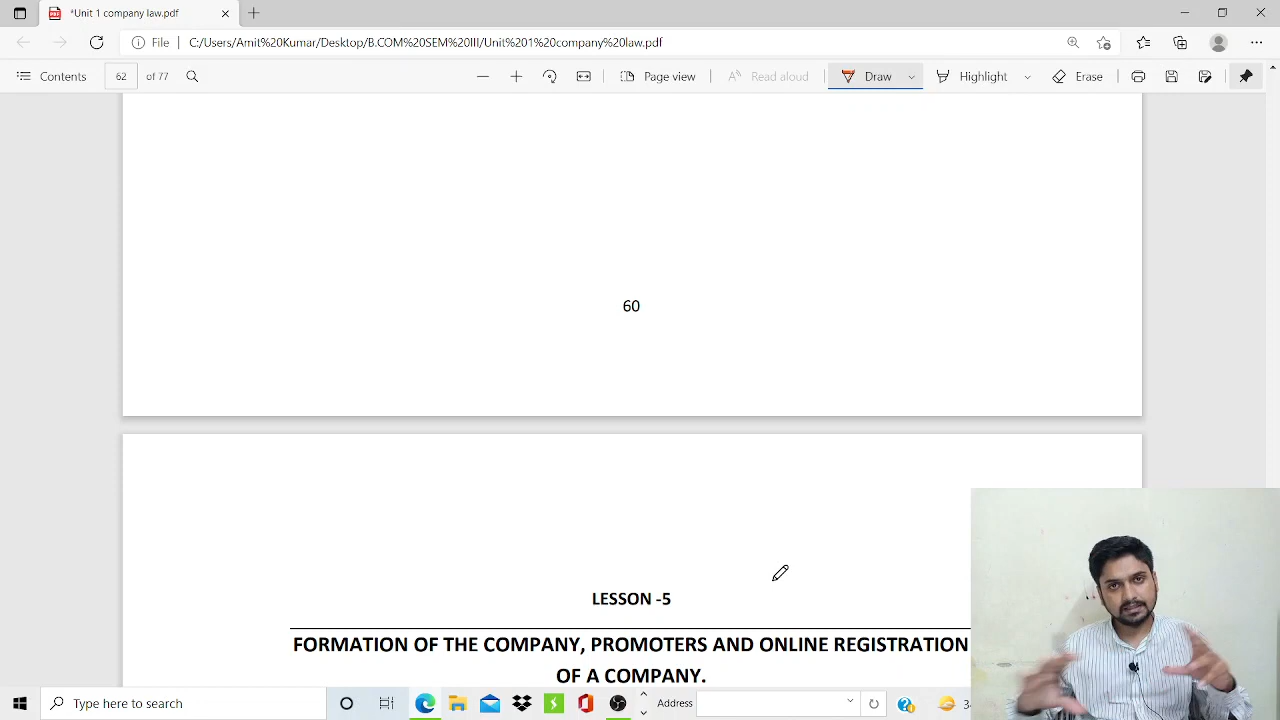 *Unit 1 company law.pdf
File
C:/Users/Amit%20Kumar/Desktop/B.COM%20SEM%20III/Unit%201%20company%20law.pdf
Contents
62
of 77
Page view
Read aloud
Draw
Highlight
Erase
60
LESSON -5
FORMATION OF THE COMPANY, PROMOTERS AND ONLINE REGISTRATION
OF A COMPANY.
Type here to search
Address
3